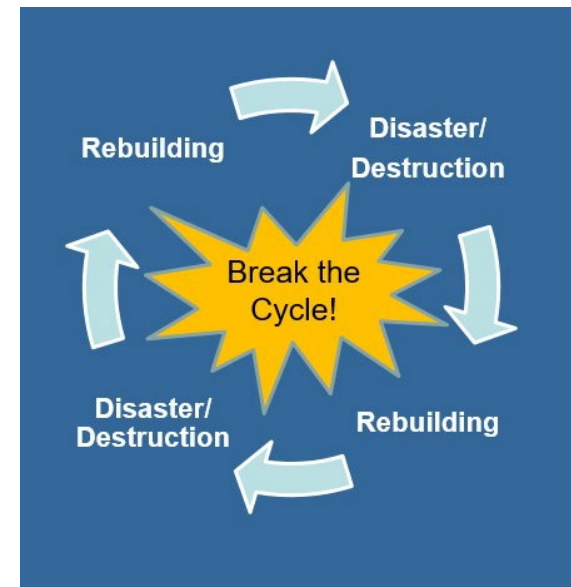 Rebuilding
Disaster/
Destruction
Break the
Cycle!
Disaster/
Destruction
Rebuilding